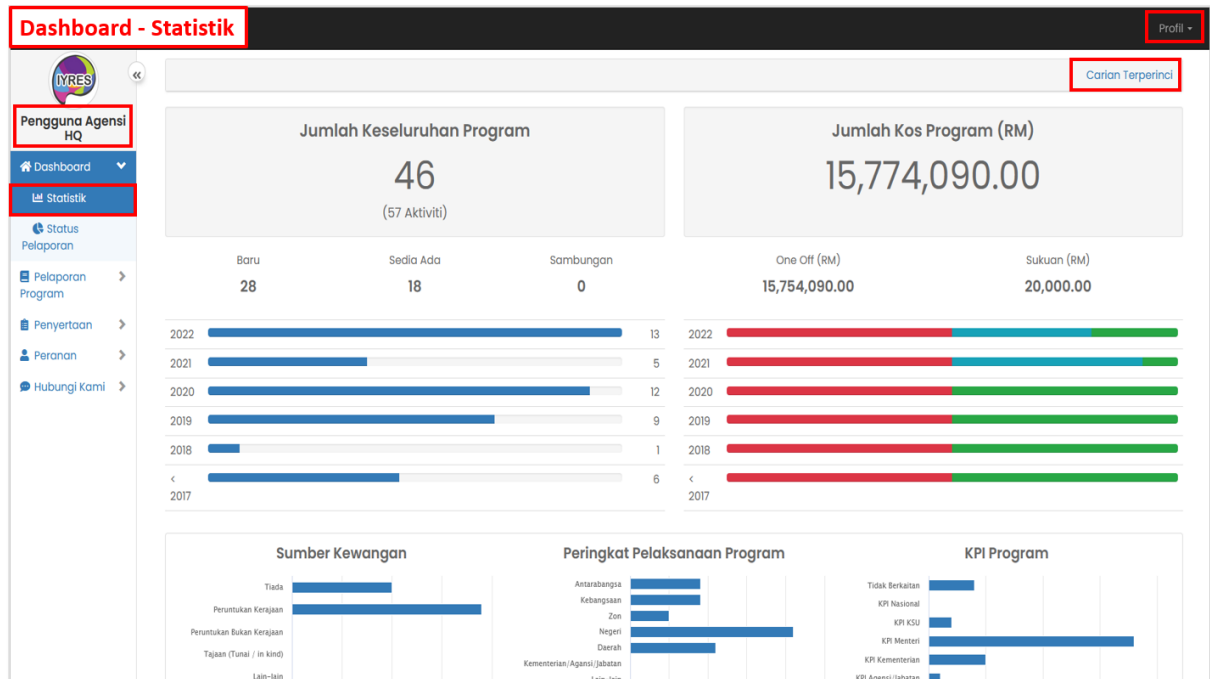 Dashboard - Statistik
Profil
IYRES
«
Carian Terperinci
Pengguna Agensi
HQ
Dashboard
Statistik
Status
Pelaporan
Pelaporan
Program
Penyertaan
Peranan
Hubungi Kami
Jumlah Keseluruhan Program
46
(57 Aktiviti)
Jumlah Kos Program (RM)
15,774,090.00
Baru Sedia Ada Sambungan
28 18 0
One Off (RM) Sukuan (RM)
15,754,090.00 20,000.00
2022 13
2021 5
2020 12
2019 9
2018 1
< 6
2017
2022
2021
2020
2019
2018
<
2017
Sumber Kewangan
Tiada
Peruntukan Kerajaan
Peruntukan Bukan Kerajaan
Tajaan (Tunai / in kind)
Lain-lain
Peringkat Pelaksanaan Program
Antarabangsa
Kebangsaan
Zon
Negeri
Daerah
Kementerian/Agansi/Jabatan
Lain-lain
KPI Program
Tidak Berkaitan
KPI Nasional
KPI KSU
KPI Menteri
KPI Kementerian
KPI Agensi/Jabatan